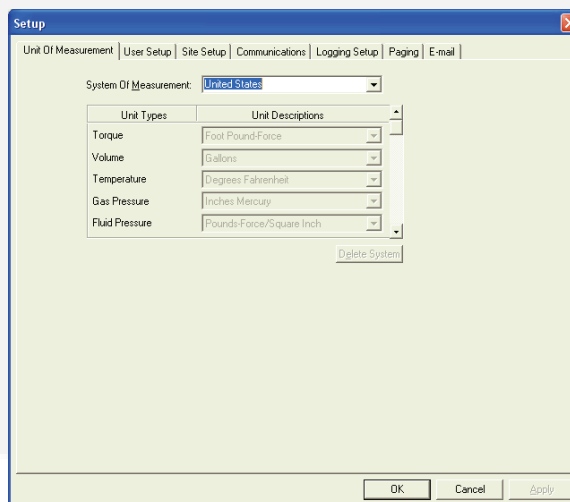 Setup
Unit Of Measurement User Setup Site Setup Communications Logging Setup Paging E-mail
System Of Measurement: United States
Unit Types Unit Descriptions
Torque Foot Pound-Force
Volume Gallons
Temperature Degrees Fahrenheit
Gas Pressure Inches Mercury
Fluid Pressure Pounds-Force/Square Inch
Delete System
OK Cancel Apply